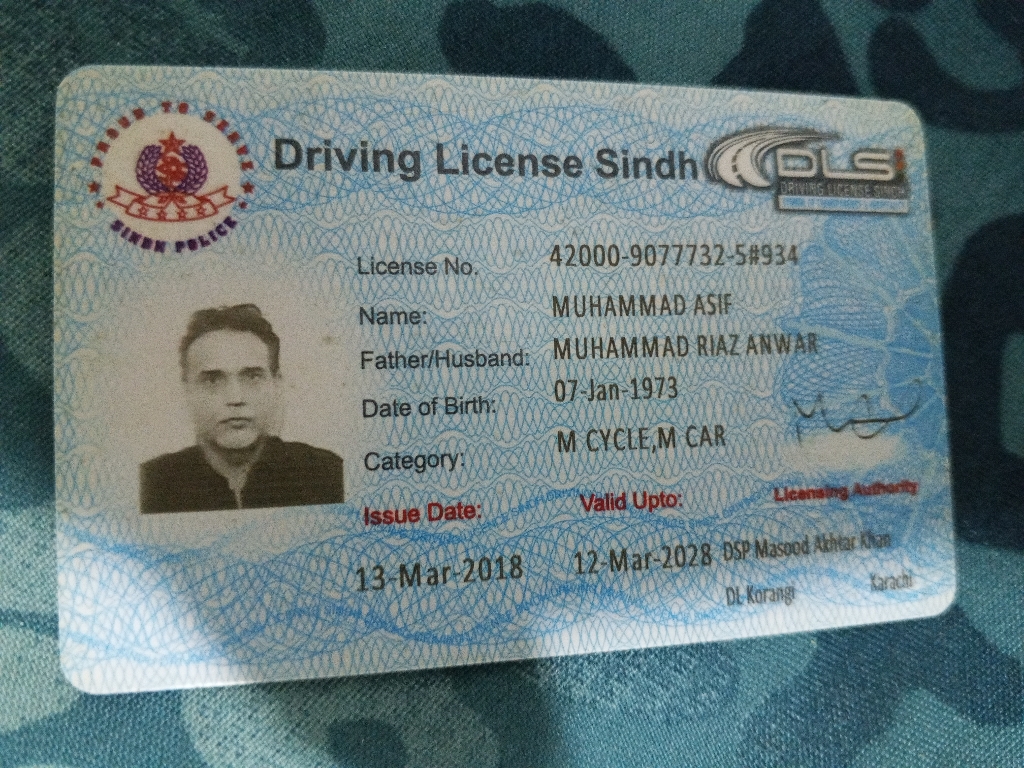 PROUD TO SERVE
SINDH POLICE
Driving License Sindh
DLS
DRIVING LICENSE SINDH
License No. 42000-9077732-5#934
Name: MUHAMMAD ASIF
Father/Husband: MUHAMMAD RIAZ ANWAR
Date of Birth: 07-Jan-1973
Category: M CYCLE,M CAR
Issue Date: Valid Upto: Licensing Authority
13-Mar-2018 12-Mar-2028 DSP Masood Akhtar Khan
DL Korangi Karachi